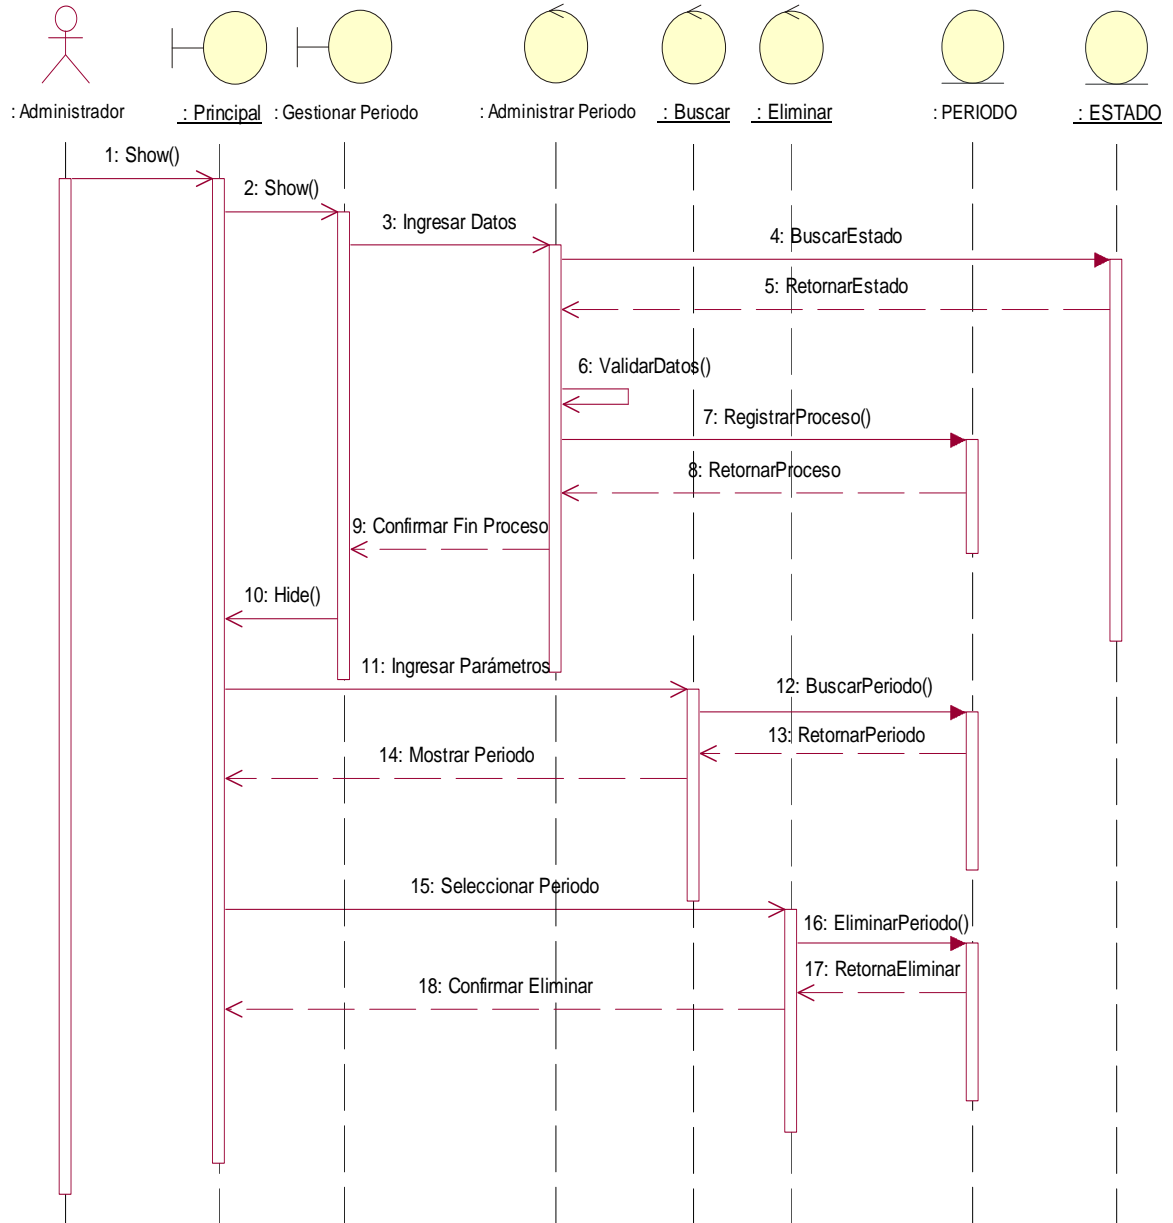 : Administrador
: Principal
: Gestionar Periodo
: Administrar Periodo
: Buscar
: Eliminar
: PERIODO
: ESTADO
1: Show()
2: Show()
3: Ingresar Datos
4: BuscarEstado
5: RetornarEstado
6: ValidarDatos()
7: RegistrarProceso()
8: RetornarProceso
9: Confirmar Fin Proceso
10: Hide()
11: Ingresar Parámetros
12: BuscarPeriodo()
13: RetornarPeriodo
14: Mostrar Periodo
15: Seleccionar Periodo
16: EliminarPeriodo()
17: RetornaEliminar
18: Confirmar Eliminar